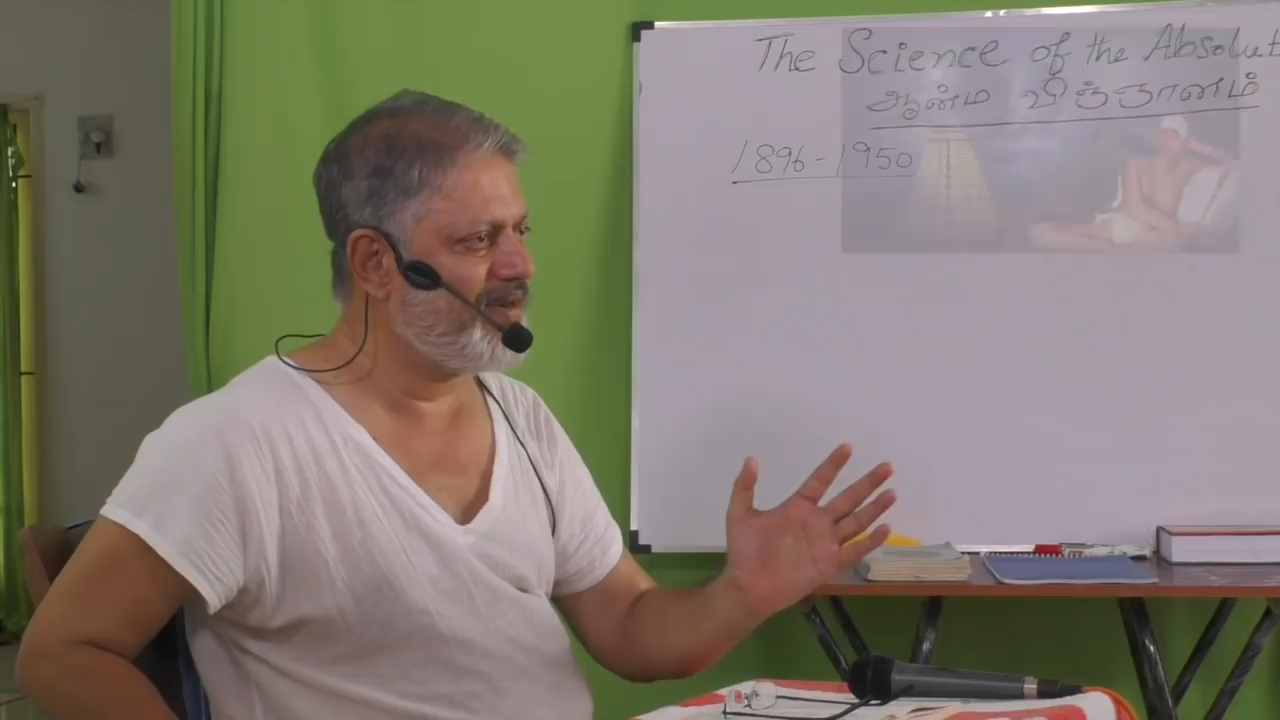 The Science of the Absolut
ஆன்ம விஞ்ஞானம்
1896-1950